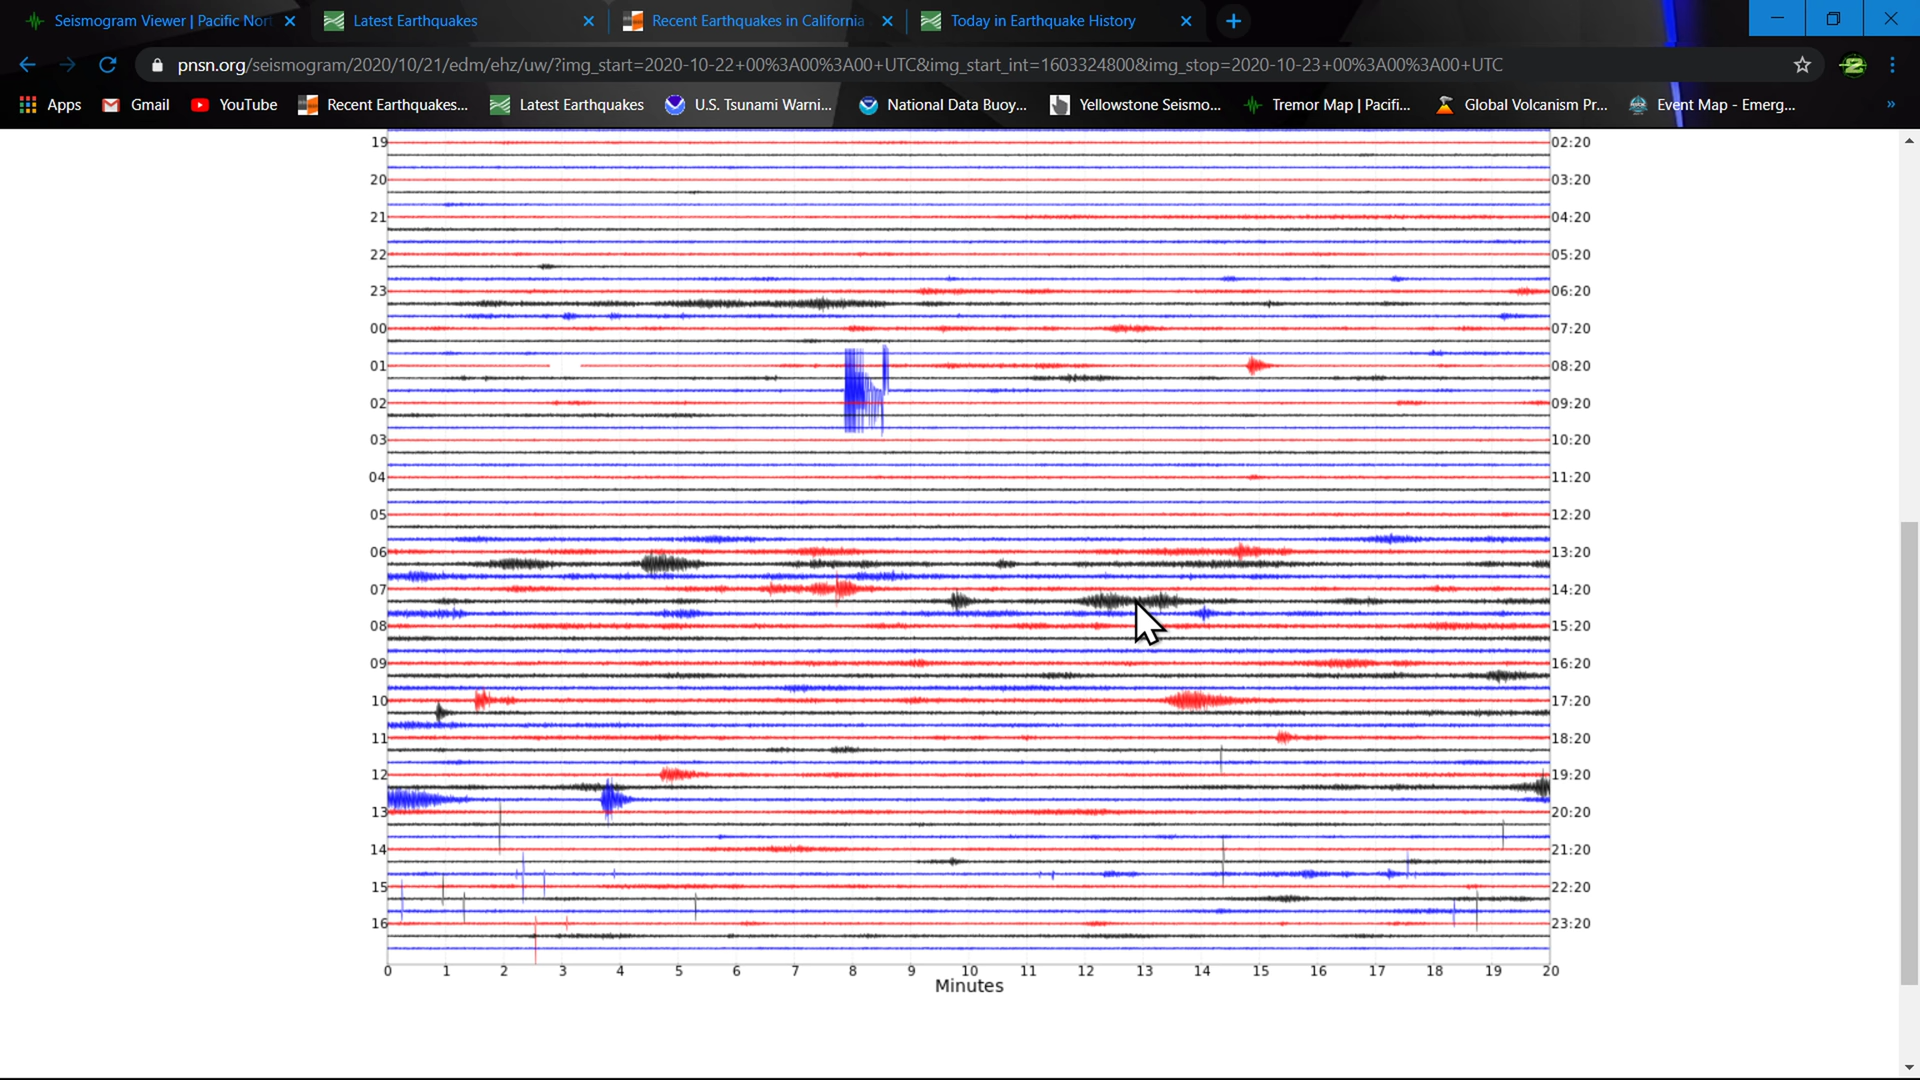 Seismogram Viewer | Pacific Nort
Latest Earthquakes
Recent Earthquakes in California
Today in Earthquake History
pnsn.org/seismogram/2020/10/21/edm/ehz/uw/?img_start=2020-10-22+00%3A00%3A00+UTC&img_start_int=1603324800&img_stop=2020-10-23+00%3A00%3A00+UTC
Apps Gmail YouTube Recent Earthquakes... Latest Earthquakes U.S. Tsunami Warni... National Data Buoy... Yellowstone Seismo... Tremor Map | Pacifi... Global Volcanism Pr... Event Map - Emerg... »
19 02:20
20 03:20
21 04:20
22 05:20
23 06:20
00 07:20
01 08:20
02 09:20
03 10:20
04 11:20
05 12:20
06 13:20
07 14:20
08 15:20
09 16:20
10 17:20
11 18:20
12 19:20
13 20:20
14 21:20
15 22:20
16 23:20
0 1 2 3 4 5 6 7 8 9 10 11 12 13 14 15 16 17 18 19 20
Minutes